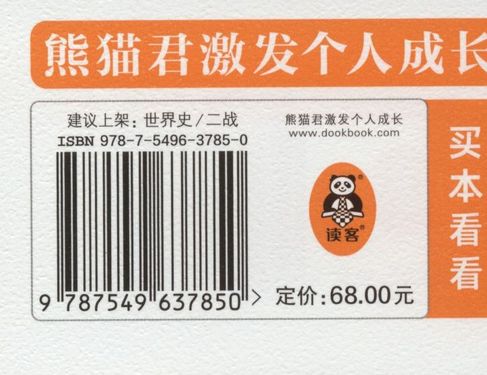 熊猫君激发个人成长
建议上架：世界史/二战
ISBN 978-7-5496-3785-0
9 787549 637850 >
熊猫君激发个人成长
www.dookbook.com
读客®
定价：68.00元
买本看看